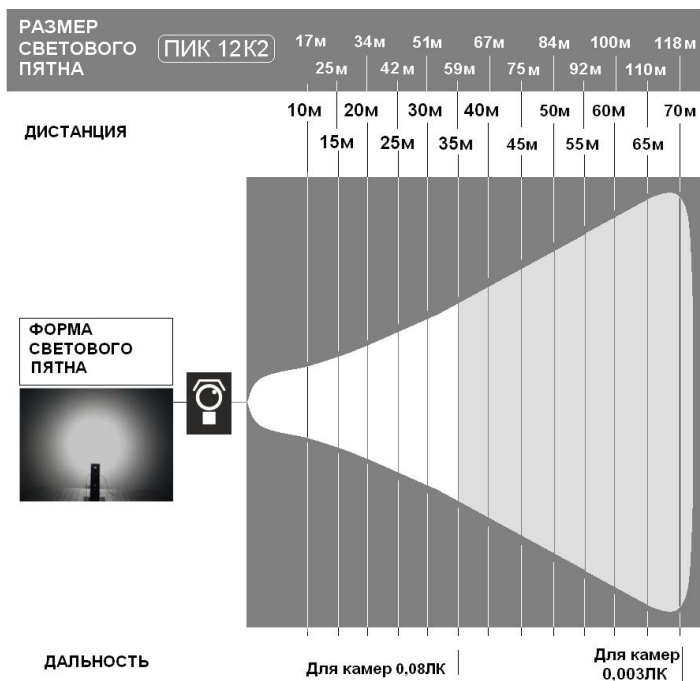 РАЗМЕР
СВЕТОВОГО
ПЯТНА
ПИК 12К2
17м 34м 51м 67м 84м 100м 118м
25м 42м 59м 75м 92м 110м
ДИСТАНЦИЯ
10м 20м 30м 40м 50м 60м 70м
15м 25м 35м 45м 55м 65м
ФОРМА
СВЕТОВОГО
ПЯТНА
ДАЛЬНОСТЬ
Для камер 0,08ЛК
Для камер
0,003ЛК